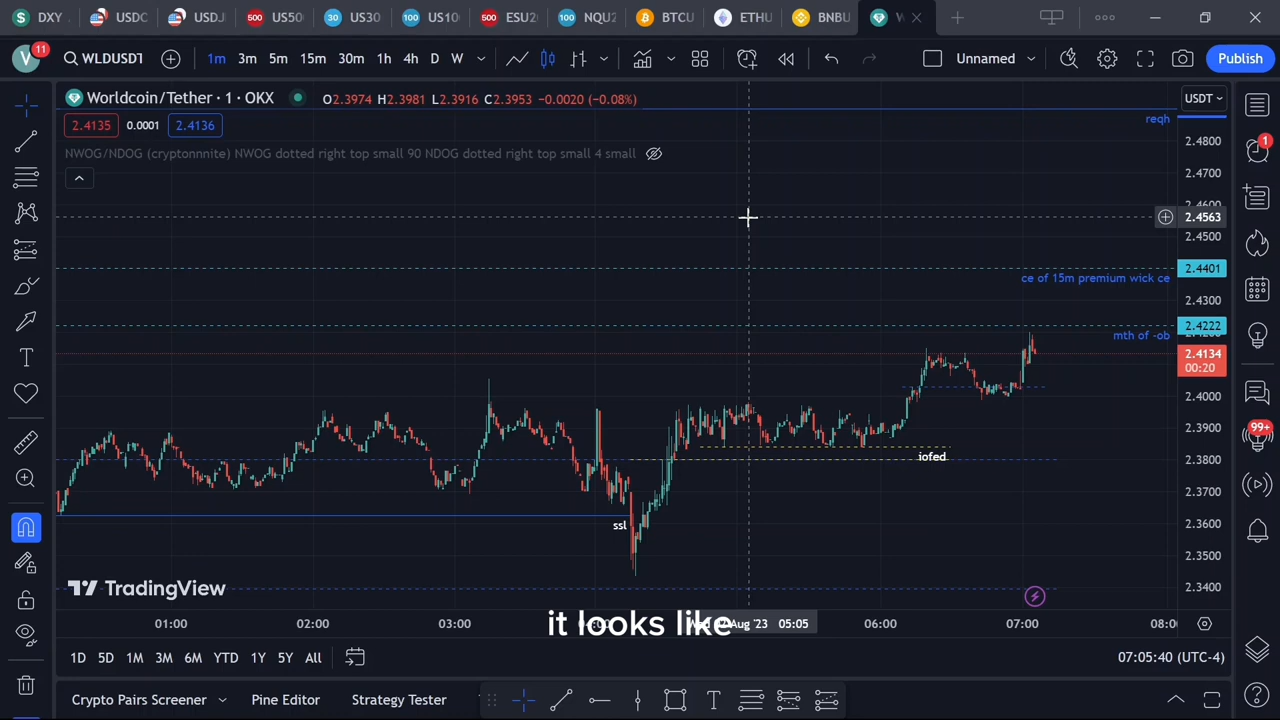 DXY USDC USDJ US50 US30 US10 ESU2 NQU2 BTCU ETHU BNBU
V 11 WLDUSDT 1m 3m 5m 15m 30m 1h 4h D W Unnamed Publish
Worldcoin/Tether · 1 · OKX O2.3974 H2.3981 L2.3916 C2.3953 −0.0020 (−0.08%) USDT
reqh
2.4135 0.0001 2.4136
2.4800
NWOG/NDOG (cryptonnnite) NWOG dotted right top small 90 NDOG dotted right top small 4 small
2.4700
2.4563
2.4500
2.4401
ce of 15m premium wick ce
2.4300
2.4222
mth of -ob
2.4134
00:20
2.4000
2.3900
iofed
2.3800
2.3700
ssl
2.3600
2.3500
TradingView
2.3400
it looks like
01:00 02:00 03:00 Aug '23 05:05 06:00 07:00 08:0
1D 5D 1M 3M 6M YTD 1Y 5Y All 07:05:40 (UTC-4)
Crypto Pairs Screener Pine Editor Strategy Tester
1
99+